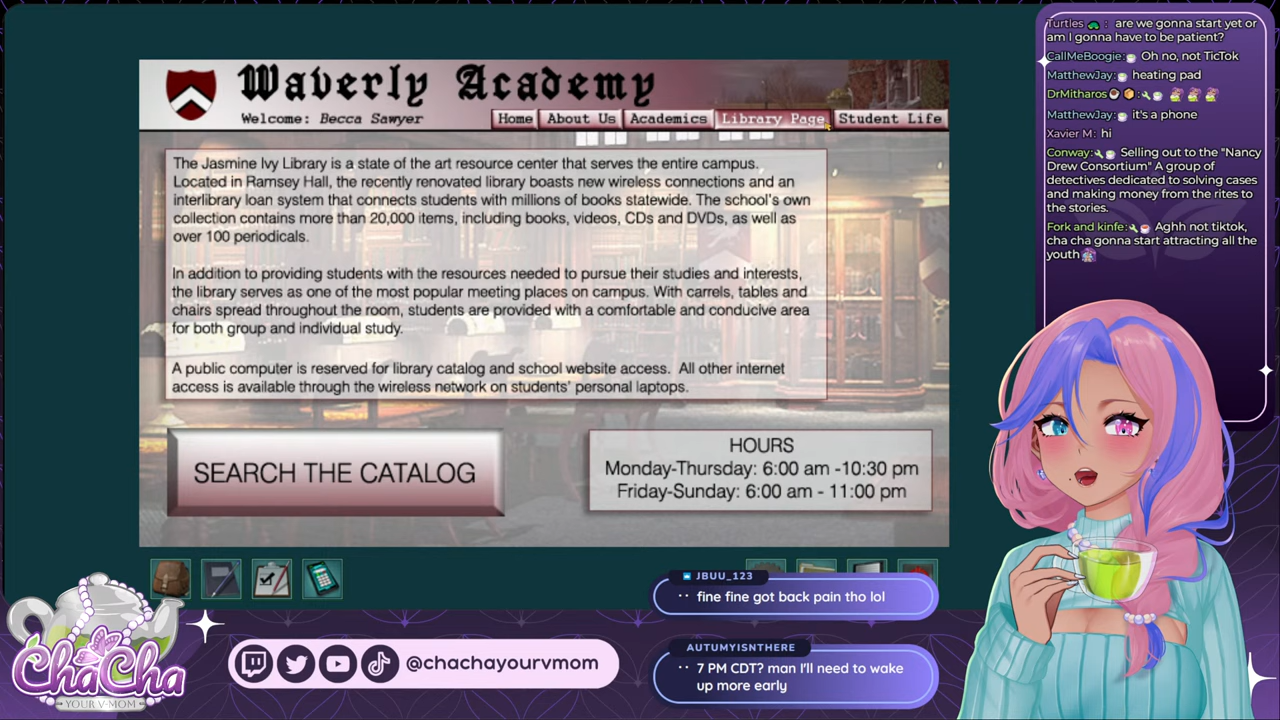 Waverly Academy
Welcome: Becca Sawyer
Home
About Us
Academics
Library Page
Student Life
The Jasmine Ivy Library is a state of the art resource center that serves the entire campus.
Located in Ramsey Hall, the recently renovated library boasts new wireless connections and an
interlibrary loan system that connects students with millions of books statewide. The school's own
collection contains more than 20,000 items, including books, videos, CDs and DVDs, as well as
over 100 periodicals.
In addition to providing students with the resources needed to pursue their studies and interests,
the library serves as one of the most popular meeting places on campus. With carrels, tables and
chairs spread throughout the room, students are provided with a comfortable and conducive area
for both group and individual study.
A public computer is reserved for library catalog and school website access. All other internet
access is available through the wireless network on students' personal laptops.
SEARCH THE CATALOG
HOURS
Monday-Thursday: 6:00 am -10:30 pm
Friday-Sunday: 6:00 am - 11:00 pm
Turtles : are we gonna start yet or
am I gonna have to be patient?
CallMeBoogie: Oh no, not TicTok
MatthewJay: heating pad
DrMitharos :
MatthewJay: it's a phone
Xavier M: hi
Conway: Selling out to the "Nancy
Drew Consortium" A group of
detectives dedicated to solving cases
and making money from the rites to
the stories.
Fork and kinfe: Aghh not tiktok,
cha cha gonna start attracting all the
youth
JBUU_123
fine fine got back pain tho lol
AUTUMYISNTHERE
7 PM CDT? man I'll need to wake
up more early
ChaCha
YOUR V-MOM
@chachayourvmom